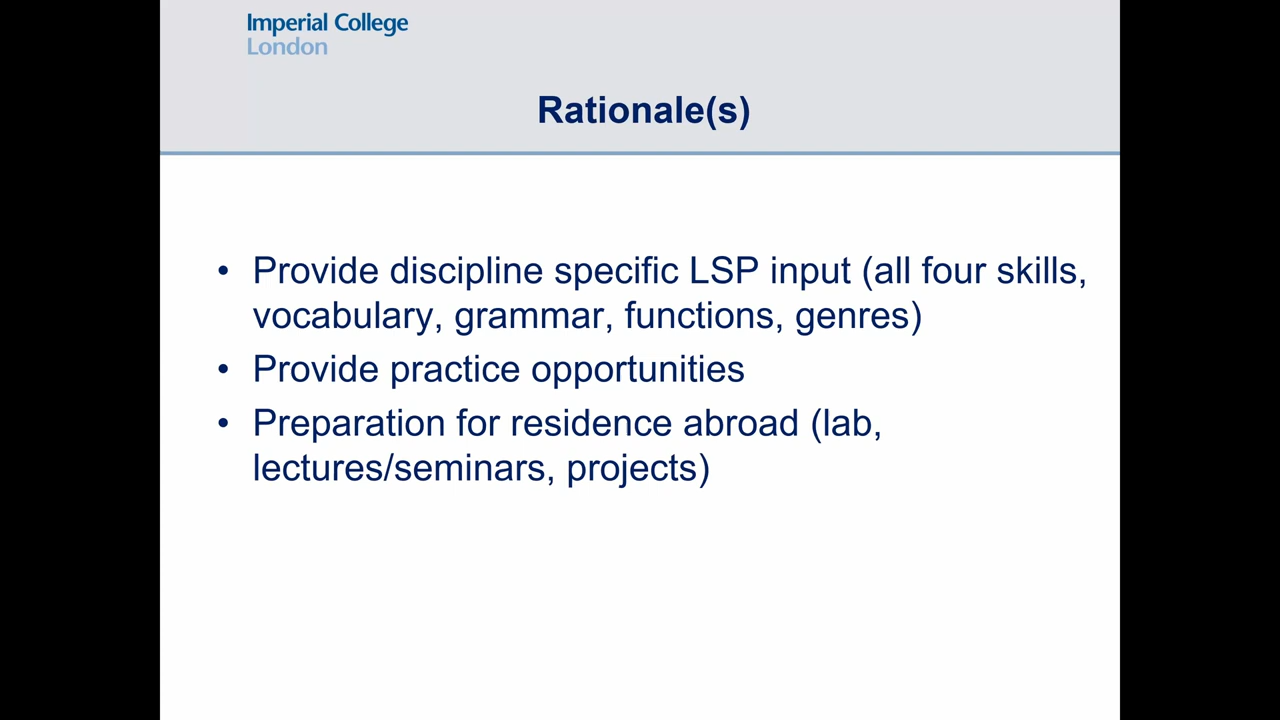 Imperial College
London
Rationale(s)
• Provide discipline specific LSP input (all four skills,
vocabulary, grammar, functions, genres)
• Provide practice opportunities
• Preparation for residence abroad (lab,
lectures/seminars, projects)